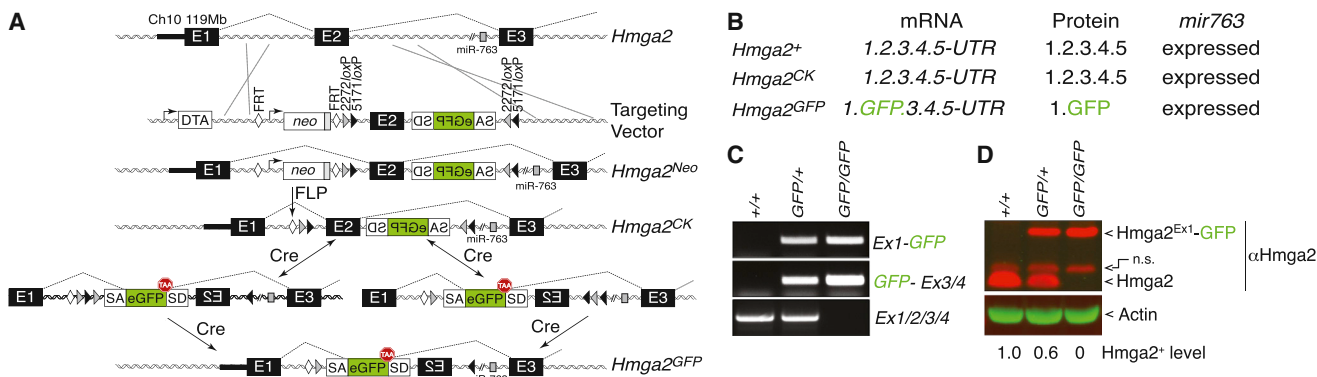 A
Ch10 119Mb
E1 E2 E3 Hmga2
miR-763
FRT FRT 2272loxP 5171loxP 2272loxP 5171loxP
DTA neo E2 SD eGFP SA
Targeting Vector
E1 neo E2 SD eGFP SA E3 Hmga2Neo
miR-763
FLP
E1 E2 SD eGFP SA E3 Hmga2CK
miR-763
Cre Cre
TAA TAA
E1 SA eGFP SD E2 E3 E1 SA eGFP SD E2 E3
Cre Cre
TAA
E1 SA eGFP SD E2 E3 Hmga2GFP
B
mRNA Protein mir763
Hmga2+ 1.2.3.4.5-UTR 1.2.3.4.5 expressed
Hmga2CK 1.2.3.4.5-UTR 1.2.3.4.5 expressed
Hmga2GFP 1.GFP.3.4.5-UTR 1.GFP expressed
C
+/+ GFP/+ GFP/GFP
Ex1-GFP
GFP- Ex3/4
Ex1/2/3/4
D
+/+ GFP/+ GFP/GFP
< Hmga2Ex1-GFP
n.s.
< Hmga2
αHmga2
< Actin
1.0 0.6 0 Hmga2+ level